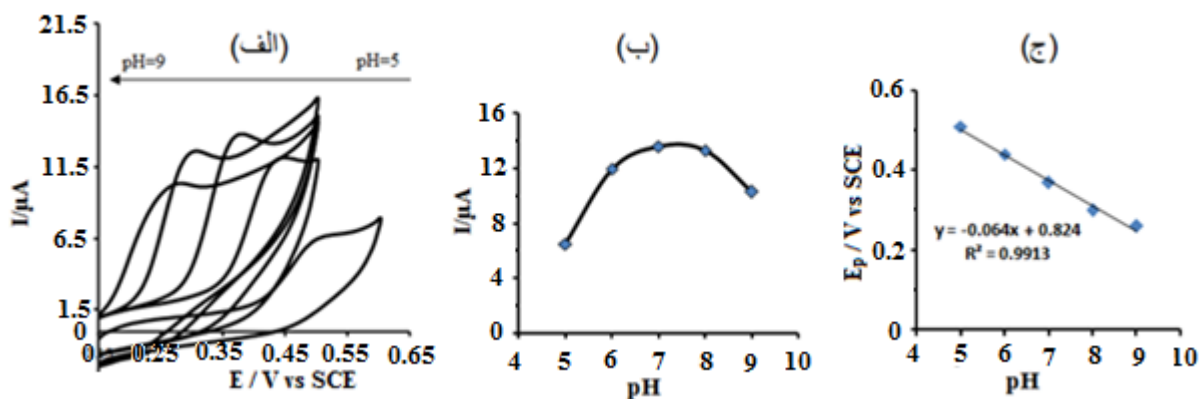 (الف)
pH=9
pH=5
21.5
16.5
11.5
6.5
1.5
0
I/µA
0
0.25
0.35
0.45
0.55
0.65
E / V vs SCE
(ب)
16
12
8
4
0
I/µA
4 5 6 7 8 9 10
pH
(ج)
0.6
0.4
0.2
0
Ep / V vs SCE
y = -0.064x + 0.824
R² = 0.9913
4 5 6 7 8 9 10
pH